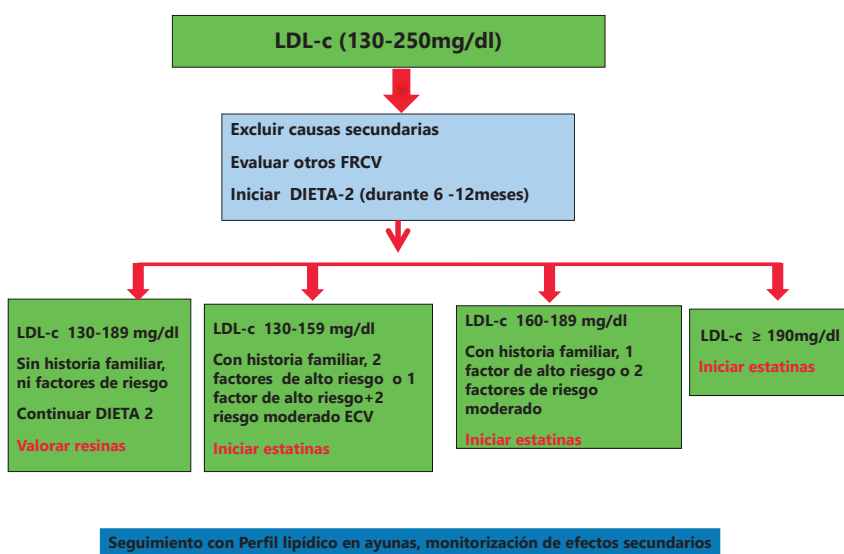 LDL-c (130-250mg/dl)
Excluir causas secundarias
Evaluar otros FRCV
Iniciar DIETA-2 (durante 6 -12meses)
LDL-c 130-189 mg/dl
Sin historia familiar,
ni factores de riesgo
Continuar DIETA 2
Valorar resinas
LDL-c 130-159 mg/dl
Con historia familiar, 2
factores de alto riesgo o 1
factor de alto riesgo+2
riesgo moderado ECV
Iniciar estatinas
LDL-c 160-189 mg/dl
Con historia familiar, 1
factor de alto riesgo o 2
factores de riesgo
moderado
Iniciar estatinas
LDL-c ≥ 190mg/dl
Iniciar estatinas
Seguimiento con Perfil lipídico en ayunas, monitorización de efectos secundarios